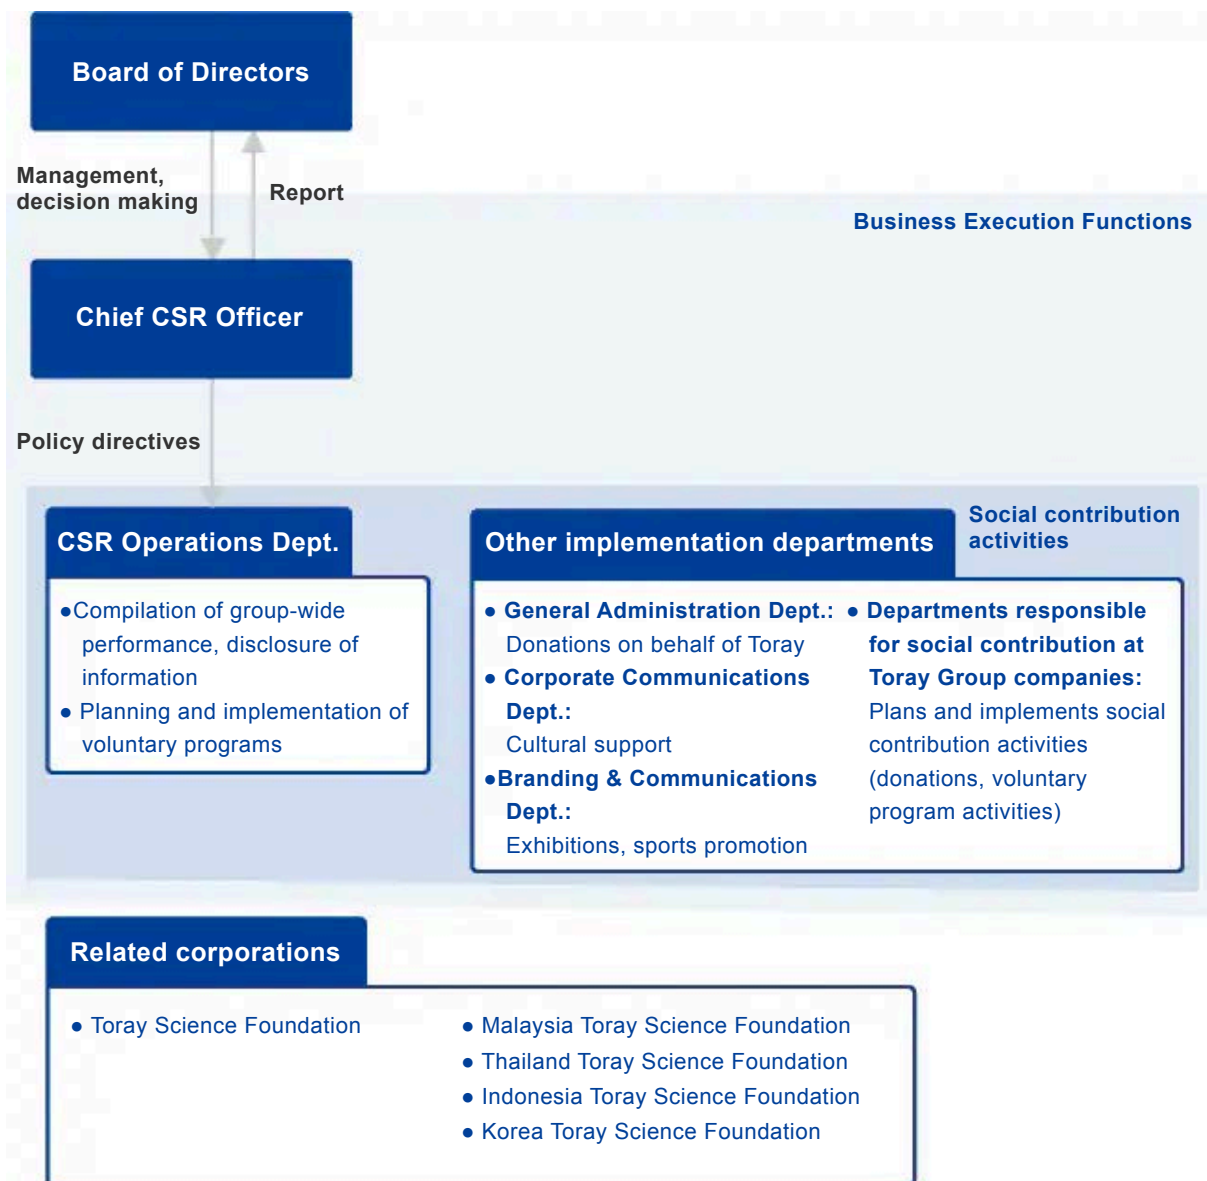 Board of Directors
Management,
decision making
Report
Business Execution Functions
Chief CSR Officer
Policy directives
Social contribution
activities
CSR Operations Dept.
●Compilation of group-wide
performance, disclosure of
information
● Planning and implementation of
voluntary programs
Other implementation departments
● General Administration Dept.:
Donations on behalf of Toray
● Corporate Communications
Dept.:
Cultural support
●Branding & Communications
Dept.:
Exhibitions, sports promotion
● Departments responsible
for social contribution at
Toray Group companies:
Plans and implements social
contribution activities
(donations, voluntary
program activities)
Related corporations
● Toray Science Foundation
● Malaysia Toray Science Foundation
● Thailand Toray Science Foundation
● Indonesia Toray Science Foundation
● Korea Toray Science Foundation